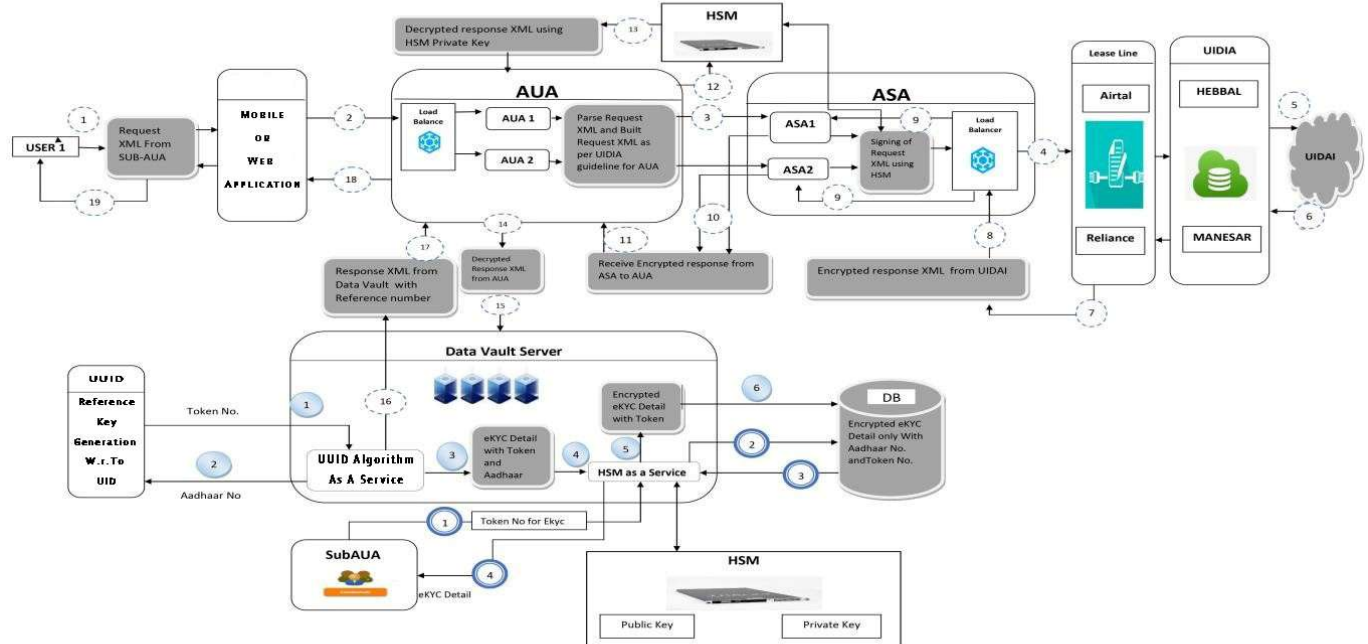 HSM
Decrypted response XML using
HSM Private Key
13
12
Lease Line
UIDIA
AUA
ASA
1
Request
XML From
SUB-AUA
USER 1
19
MOBILE
OR
WEB
APPLICATION
2
18
Load
Balance
AUA 1
AUA 2
Parse Request
XML and Built
Request XML as
per UIDIA
guideline for AUA
3
ASA1
ASA2
9
Signing of
Request
XML using
HSM
9
Load
Balancer
4
Airtal
Reliance
HEBBAL
MANESAR
5
UIDAI
6
17
14
11
10
8
7
Response XML from
Data Vault with
Reference number
Decrypted
Response XML
from AUA
Receive Encrypted response from
ASA to AUA
Encrypted response XML from UIDAI
15
Data Vault Server
UUID
Reference
Key
Generation
W.r.To
UID
Token No.
1
2
Aadhaar No
16
UUID Algorithm
As A Service
3
eKYC Detail
with Token
and
Aadhaar
4
Encrypted
eKYC Detail
with Token
5
HSM as a Service
6
2
3
DB
Encrypted eKYC
Detail only With
Aadhaar No.
andToken No.
1
Token No for Ekyc
SubAUA
4
eKYC Detail
HSM
Public Key
Private Key